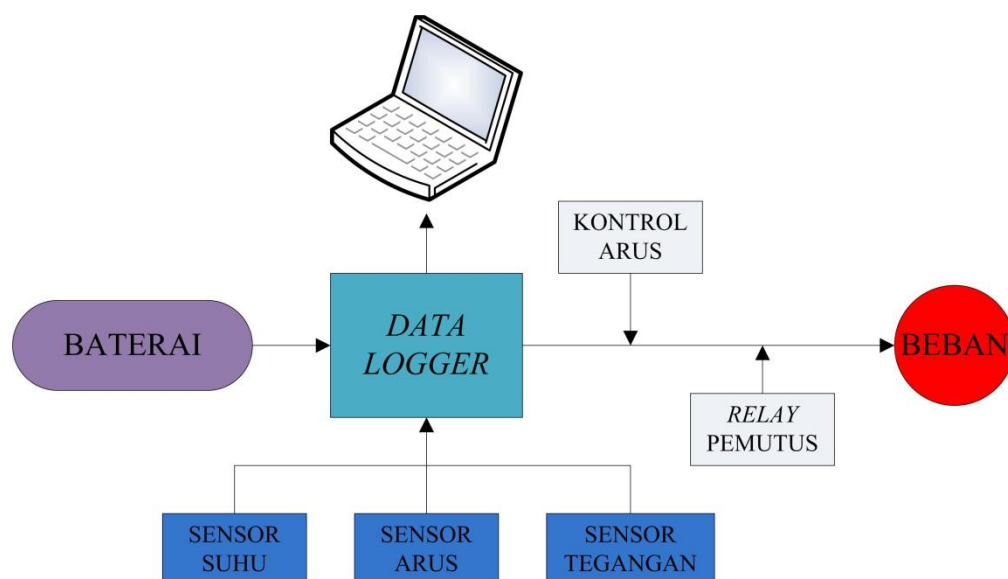 KONTROL
ARUS
BATERAI
DATA
LOGGER
BEBAN
RELAY
PEMUTUS
SENSOR
SUHU
SENSOR
ARUS
SENSOR
TEGANGAN